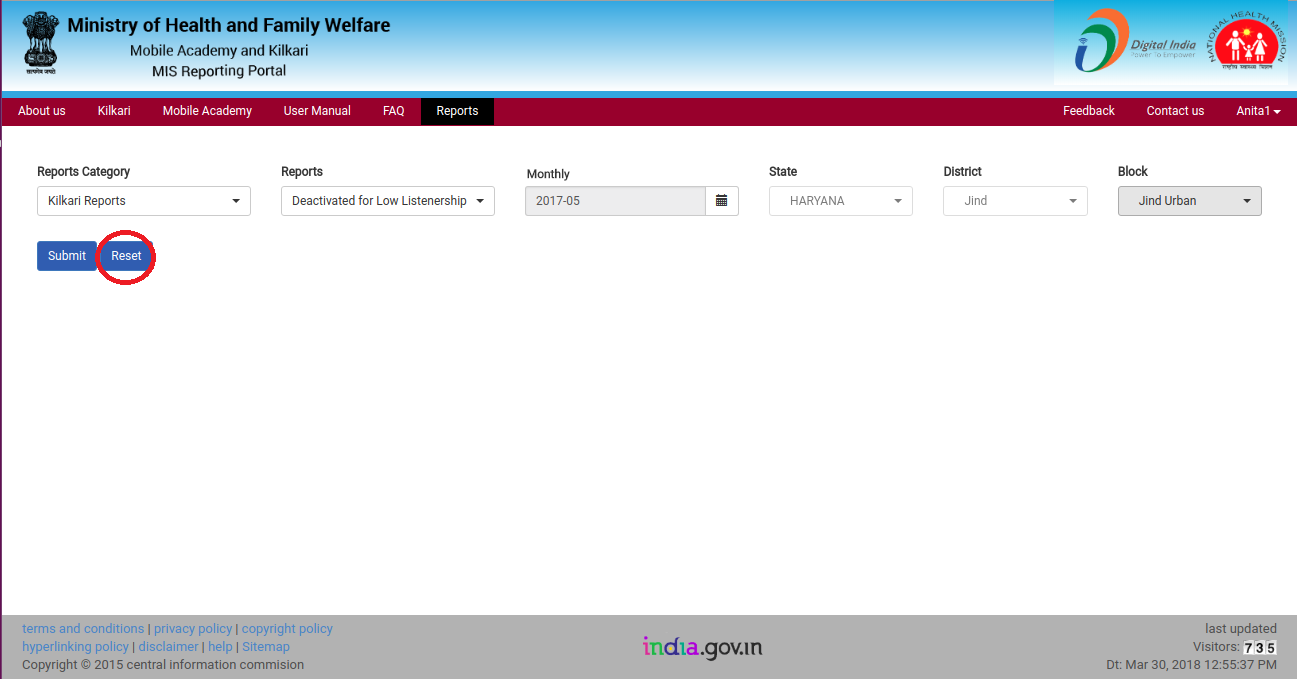 Ministry of Health and Family Welfare
Mobile Academy and Kilkari
MIS Reporting Portal
सत्यमेव जयते
Digital India
Power To Empower
NATIONAL HEALTH MISSION
राष्ट्रीय स्वास्थ्य मिशन
About us Kilkari Mobile Academy User Manual FAQ Reports Feedback Contact us Anita1
Reports Category Reports Monthly State District Block
Kilkari Reports Deactivated for Low Listenership 2017-05 HARYANA Jind Jind Urban
Submit Reset
terms and conditions | privacy policy | copyright policy
hyperlinking policy | disclaimer | help | Sitemap
Copyright © 2015 central information commision
india.gov.in
last updated
Visitors: 735
Dt: Mar 30, 2018 12:55:37 PM